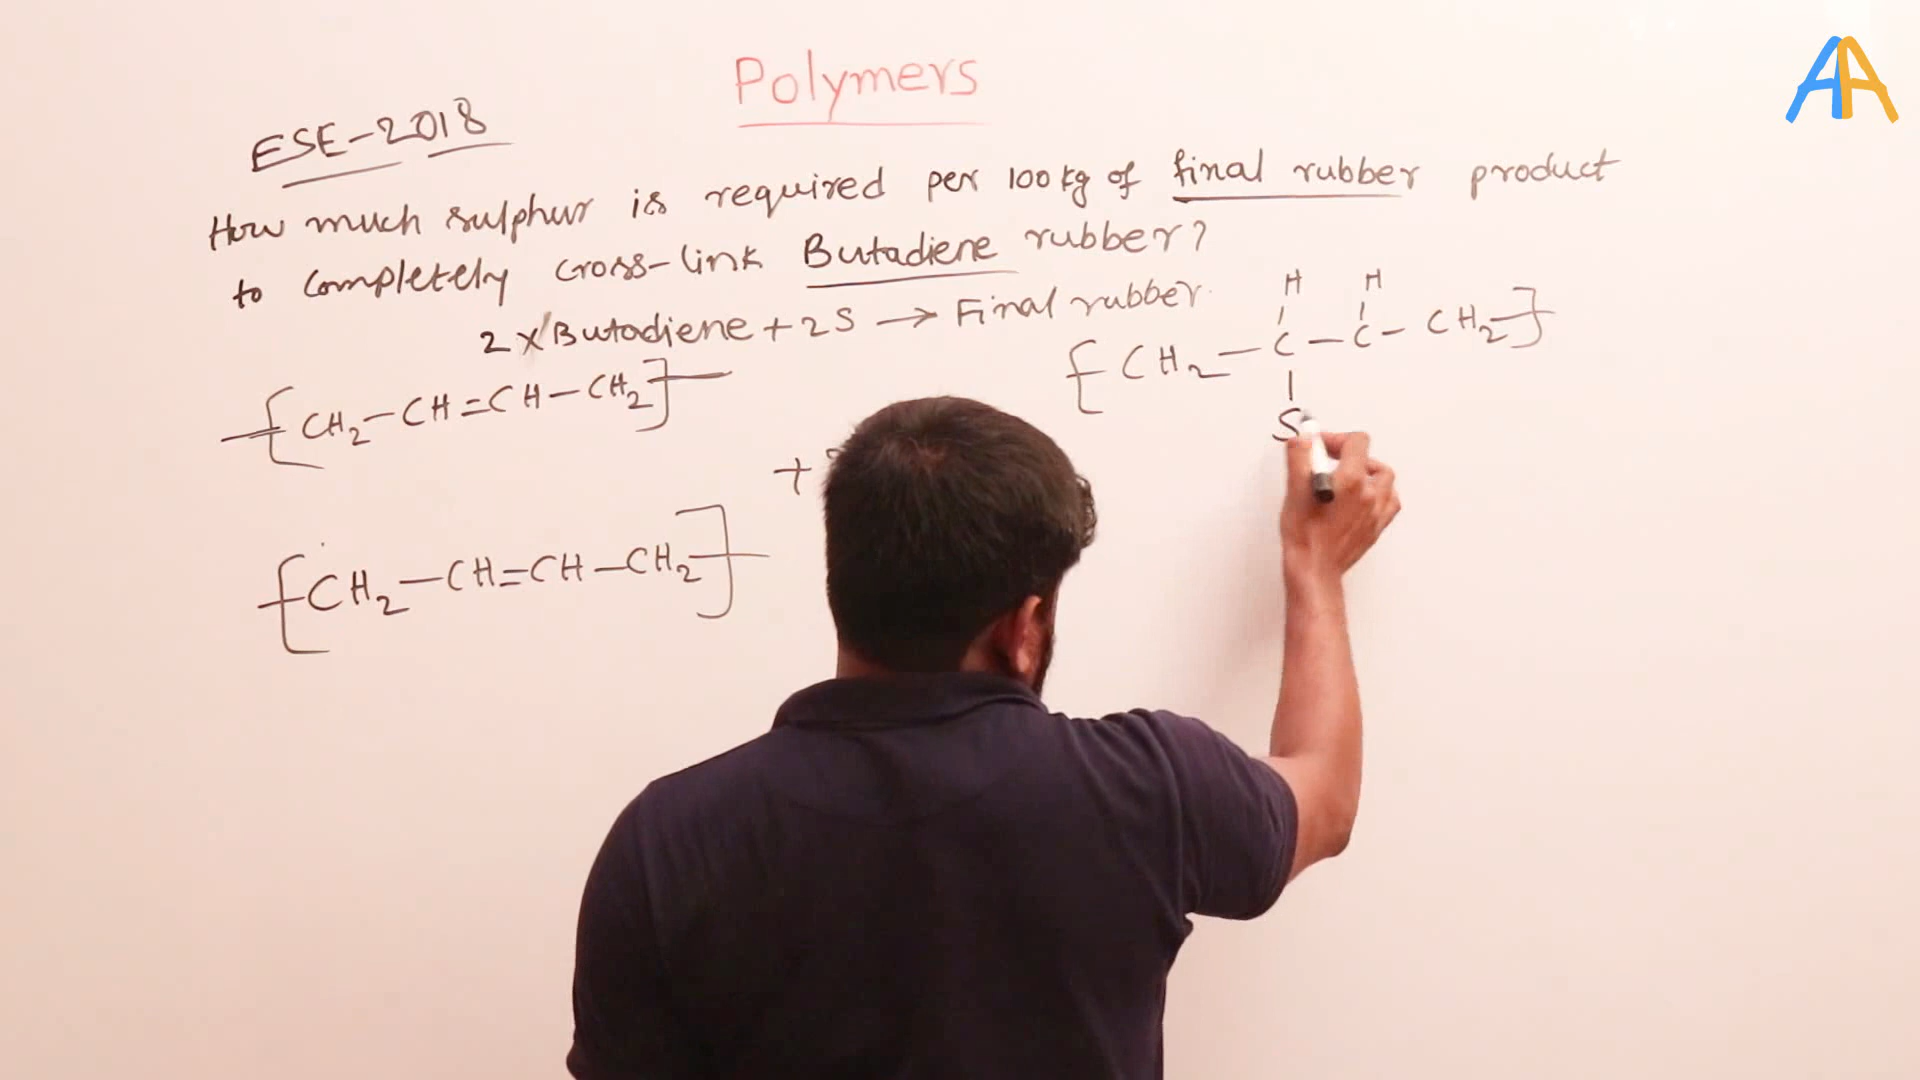 Polymers
ESE-2018
How much sulphur is required per 100 kg of final rubber product
to completely cross-link Butadiene rubber?
2 x Butadiene + 2S → Final rubber
H H
[CH2 — C — C — CH2]
S
[CH2 — CH = CH — CH2]
+
[CH2 — CH = CH — CH2]
AA